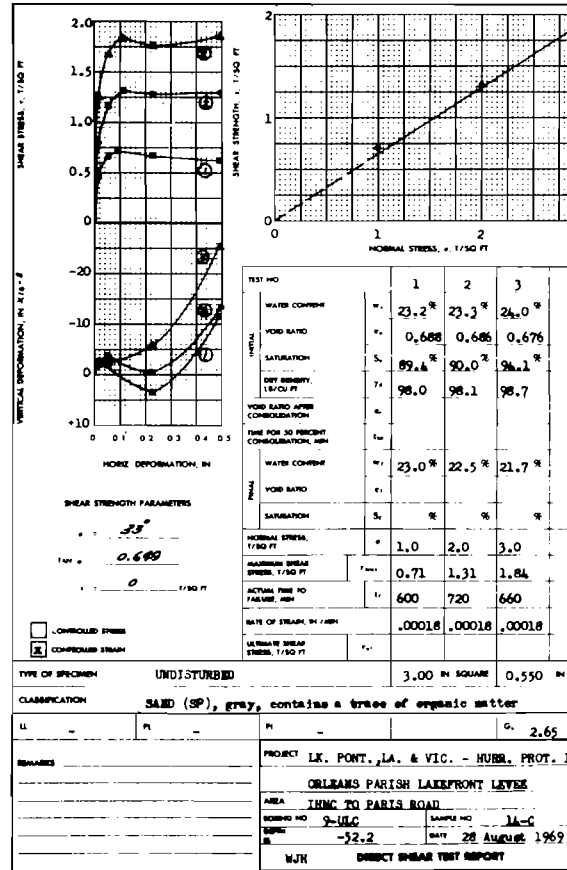 2.0
1.5
1.0
0.5
0
SHEAR STRESS, τ, T/SQ FT
2
1
0
SHEAR STRENGTH, s, T/SQ FT
0 1 2
NORMAL STRESS, σ, T/SQ FT
-20
-10
0
+10
VERTICAL DEFORMATION, IN
0 0.1 0.2 0.3 0.4 0.5
HORIZ DEFORMATION, IN
SHEAR STRENGTH PARAMETERS
33°
TAN 0.649
0 T/SQ FT
CONTROLLED STRESS
CONTROLLED STRAIN
TEST NO 1 2 3
INITIAL
WATER CONTENT 23.2 % 23.3 % 24.0 %
VOID RATIO 0.688 0.686 0.676
SATURATION 89.4 % 90.0 % 94.1 %
DRY DENSITY, LB/CU FT 98.0 98.1 98.7
VOID RATIO AFTER CONSOLIDATION
TIME FOR 50 PERCENT CONSOLIDATION, MIN
FINAL
WATER CONTENT 23.0 % 22.5 % 21.7 %
VOID RATIO
SATURATION % % %
NORMAL STRESS, T/SQ FT σ 1.0 2.0 3.0
MAXIMUM SHEAR STRESS, T/SQ FT 0.71 1.31 1.84
ACTUAL TIME TO FAILURE, MIN 600 720 660
RATE OF STRAIN, IN/MIN .00018 .00018 .00018
ULTIMATE SHEAR STRESS, T/SQ FT
TYPE OF SPECIMEN UNDISTURBED 3.00 IN SQUARE 0.550 IN
CLASSIFICATION SAND (SP), gray, contains a trace of organic matter
LL - PL - PI - G. 2.65
REMARKS
PROJECT LK. PONT.,LA. & VIC. - HURR. PROT.
ORLEANS PARISH LAKEFRONT LEVEE
AREA IHNC TO PARIS ROAD
BORING NO 9-ULC SAMPLE NO 14-C
DEPTH -52.2 DATE 28 August 1969
WJH DIRECT SHEAR TEST REPORT